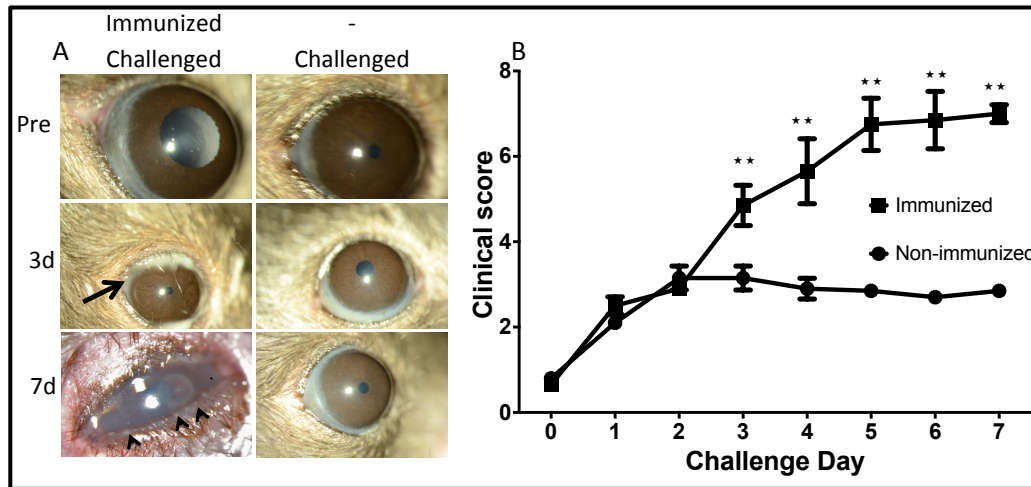 Immunized -
A Challenged Challenged
Pre
3d
7d
B
Clinical score
8
6
4
2
0
★★ ★★ ★★ ★★ ★★
Immunized
Non-immunized
0 1 2 3 4 5 6 7
Challenge Day